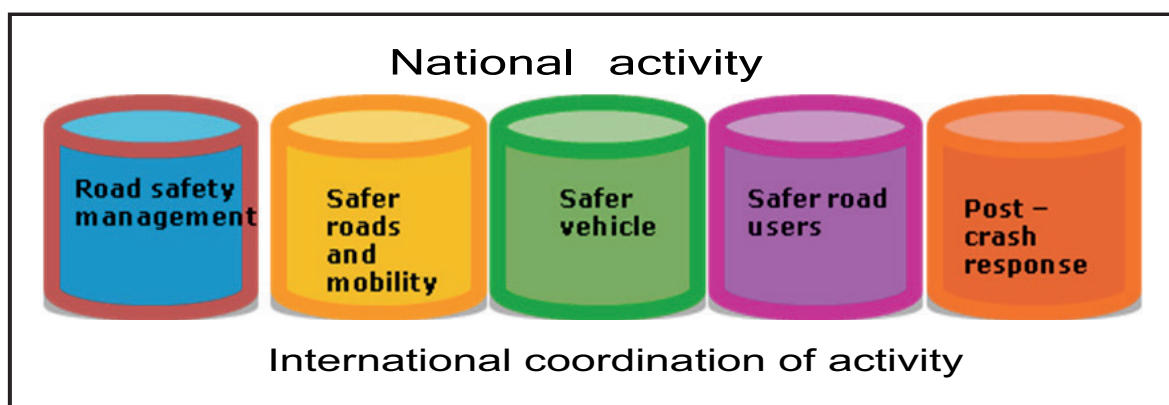 National activity
Road safety
management
Safer
roads
and
mobility
Safer
vehicle
Safer road
users
Post –
crash
response
International coordination of activity